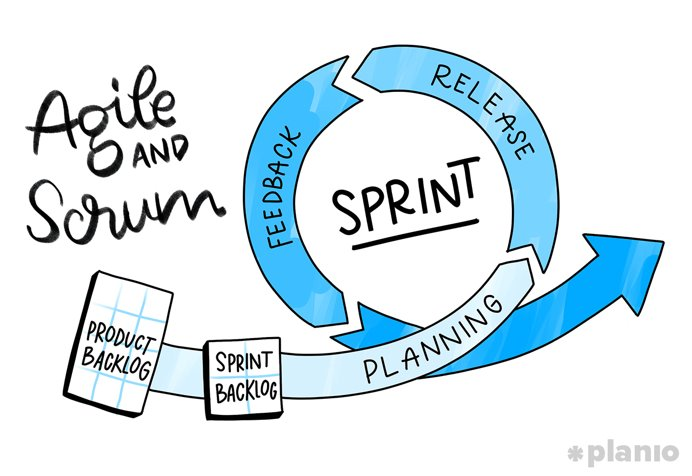 Agile
AND
Scrum
RELEASE
FEEDBACK
SPRINT
PLANNING
PRODUCT
BACKLOG
SPRINT
BACKLOG
*planio